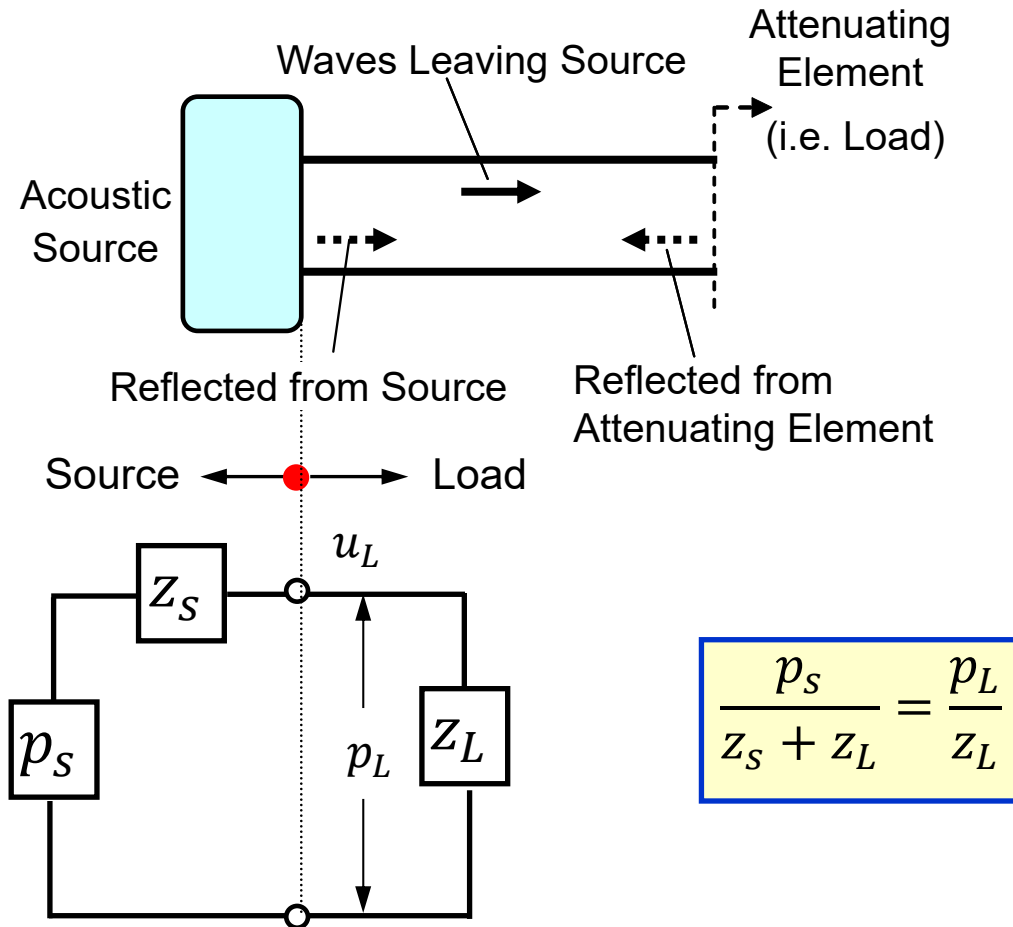 Attenuating
Element
(i.e. Load)
Waves Leaving Source
Acoustic
Source
Reflected from Source
Reflected from
Attenuating Element
Source
Load
u_L
z_s
p_s
p_L
z_L
p_s / (z_s + z_L) = p_L / z_L